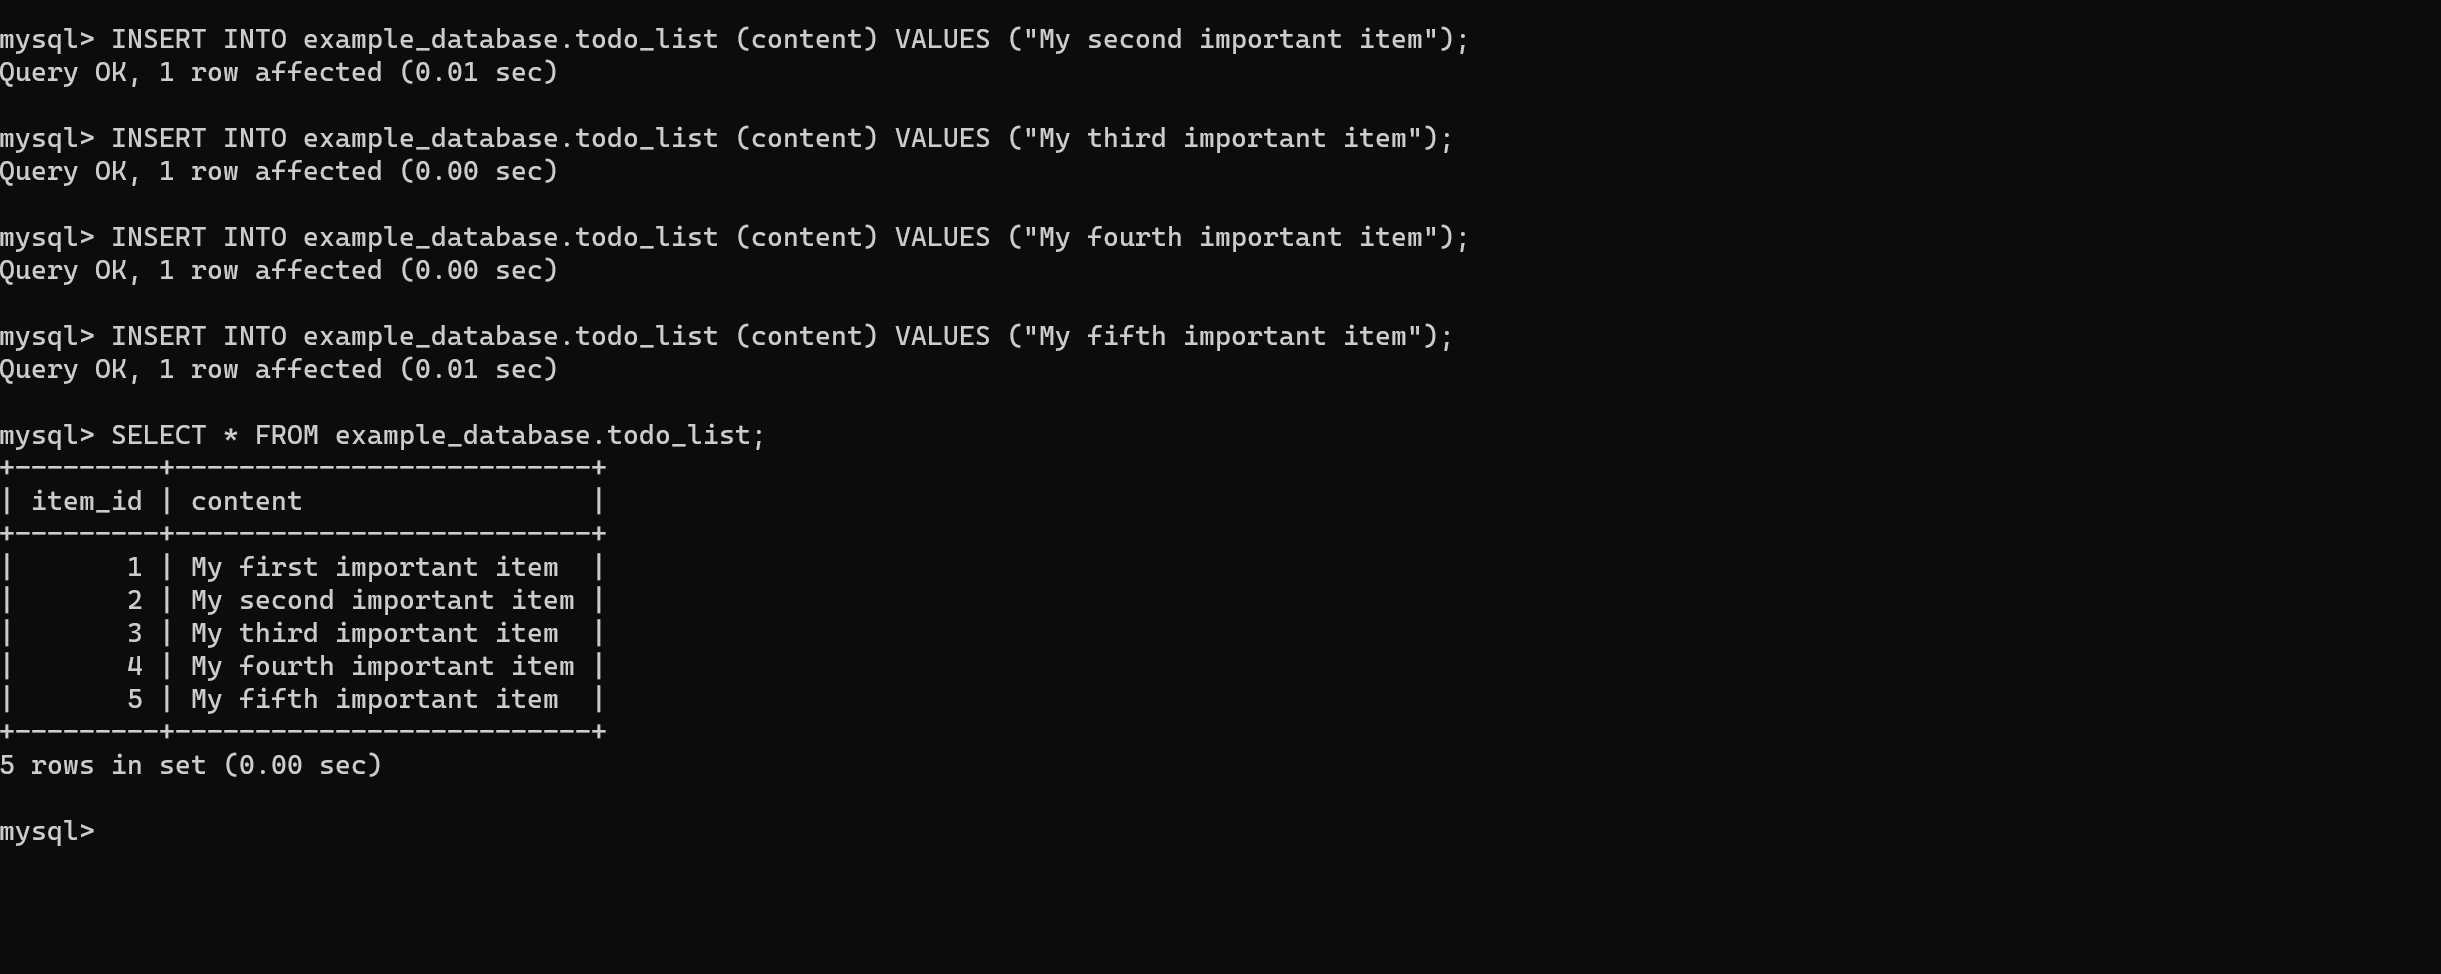 mysql> INSERT INTO example_database.todo_list (content) VALUES ("My second important item");
Query OK, 1 row affected (0.01 sec)

mysql> INSERT INTO example_database.todo_list (content) VALUES ("My third important item");
Query OK, 1 row affected (0.00 sec)

mysql> INSERT INTO example_database.todo_list (content) VALUES ("My fourth important item");
Query OK, 1 row affected (0.00 sec)

mysql> INSERT INTO example_database.todo_list (content) VALUES ("My fifth important item");
Query OK, 1 row affected (0.01 sec)

mysql> SELECT * FROM example_database.todo_list;
+---------+--------------------------+
| item_id | content                  |
+---------+--------------------------+
|       1 | My first important item  |
|       2 | My second important item |
|       3 | My third important item  |
|       4 | My fourth important item |
|       5 | My fifth important item  |
+---------+--------------------------+
5 rows in set (0.00 sec)

mysql>